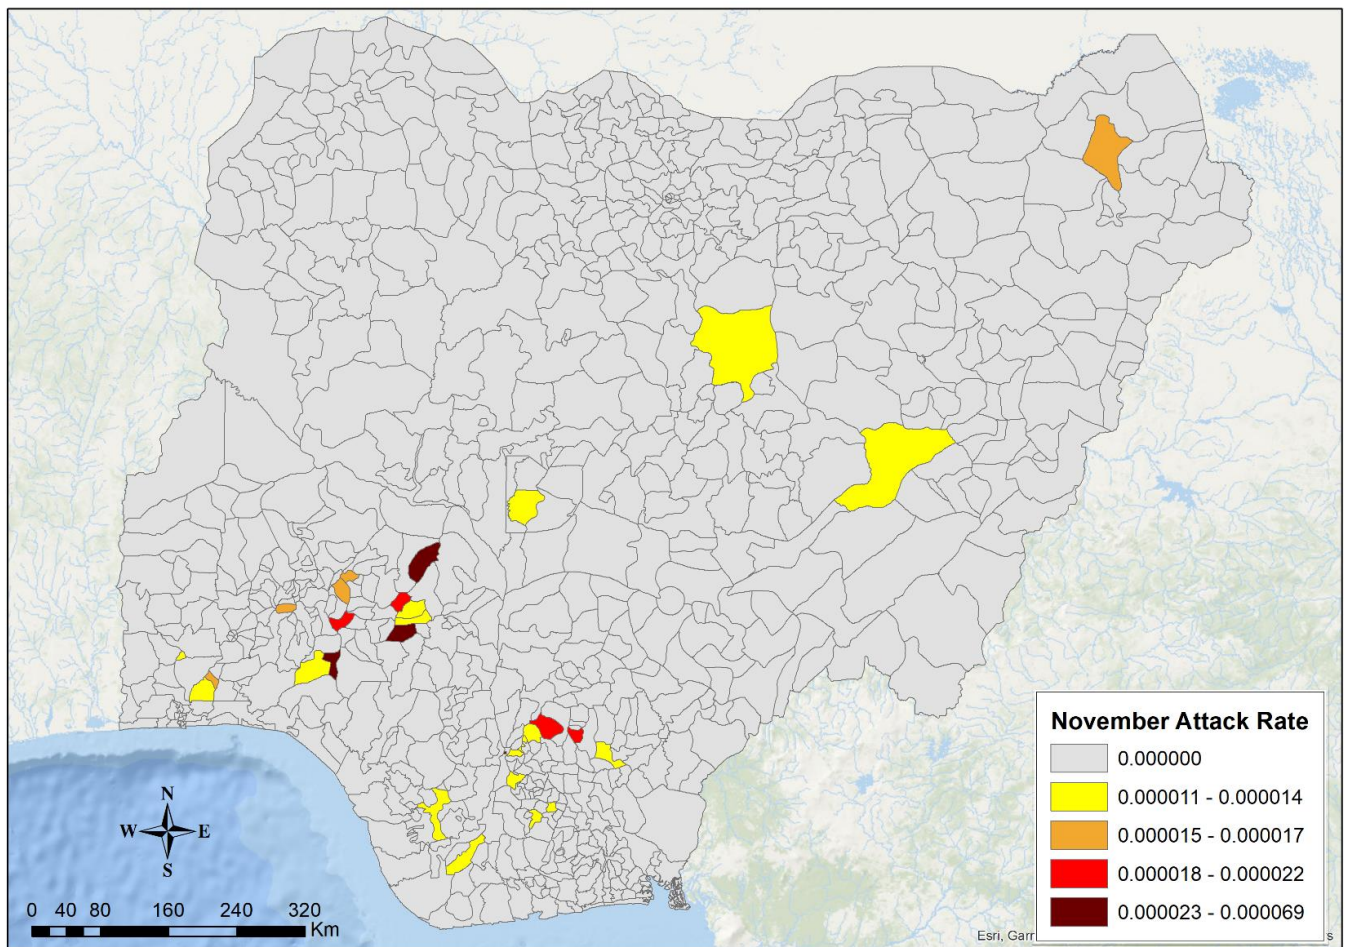 November Attack Rate
0.000000
0.000011 - 0.000014
0.000015 - 0.000017
0.000018 - 0.000022
0.000023 - 0.000069
N
W E
S
0 40 80 160 240 320
Km
Esri,